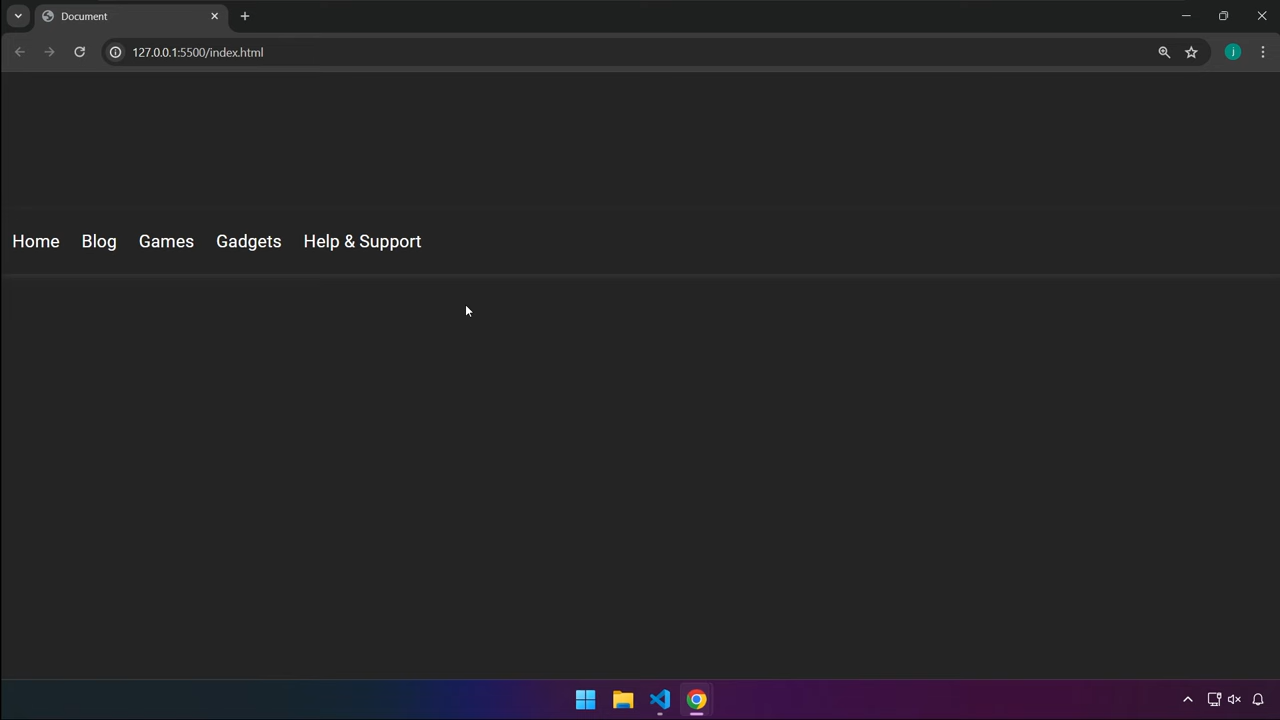 Document
127.0.0.1:5500/index.html
j
Home Blog Games Gadgets Help & Support